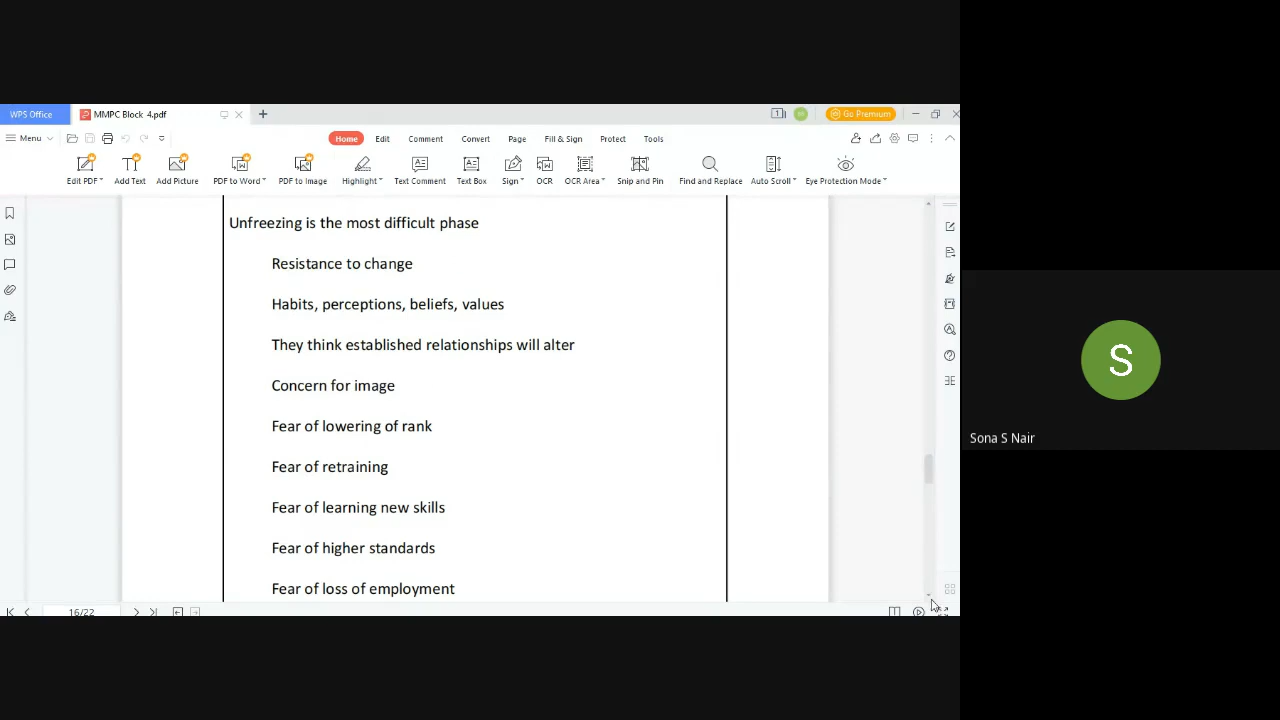 WPS Office
MMPC Block 4.pdf
Go Premium
Menu
Home Edit Comment Convert Page Fill & Sign Protect Tools
Edit PDF Add Text Add Picture PDF to Word PDF to Image Highlight Text Comment Text Box Sign OCR OCR Area Snip and Pin Find and Replace Auto Scroll Eye Protection Mode
Unfreezing is the most difficult phase
Resistance to change
Habits, perceptions, beliefs, values
They think established relationships will alter
Concern for image
Fear of lowering of rank
Fear of retraining
Fear of learning new skills
Fear of higher standards
Fear of loss of employment
16/22
S
Sona S Nair